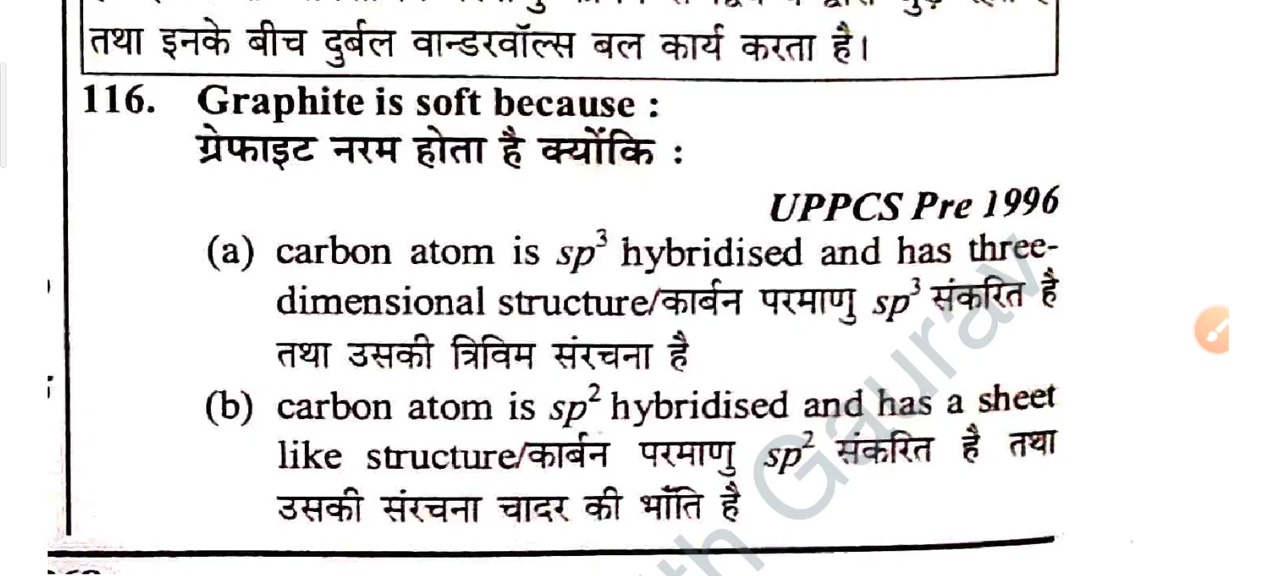 तथा इनके बीच दुर्बल वान्डरवॉल्स बल कार्य करता है।
116. Graphite is soft because :
ग्रेफाइट नरम होता है क्योंकि :
UPPCS Pre 1996
(a) carbon atom is sp³ hybridised and has three-
dimensional structure/कार्बन परमाणु sp³ संकरित है
तथा उसकी त्रिविम संरचना है
(b) carbon atom is sp² hybridised and has a sheet
like structure/कार्बन परमाणु sp² संकरित है तथा
उसकी संरचना चादर की भाँति है
Gaurav